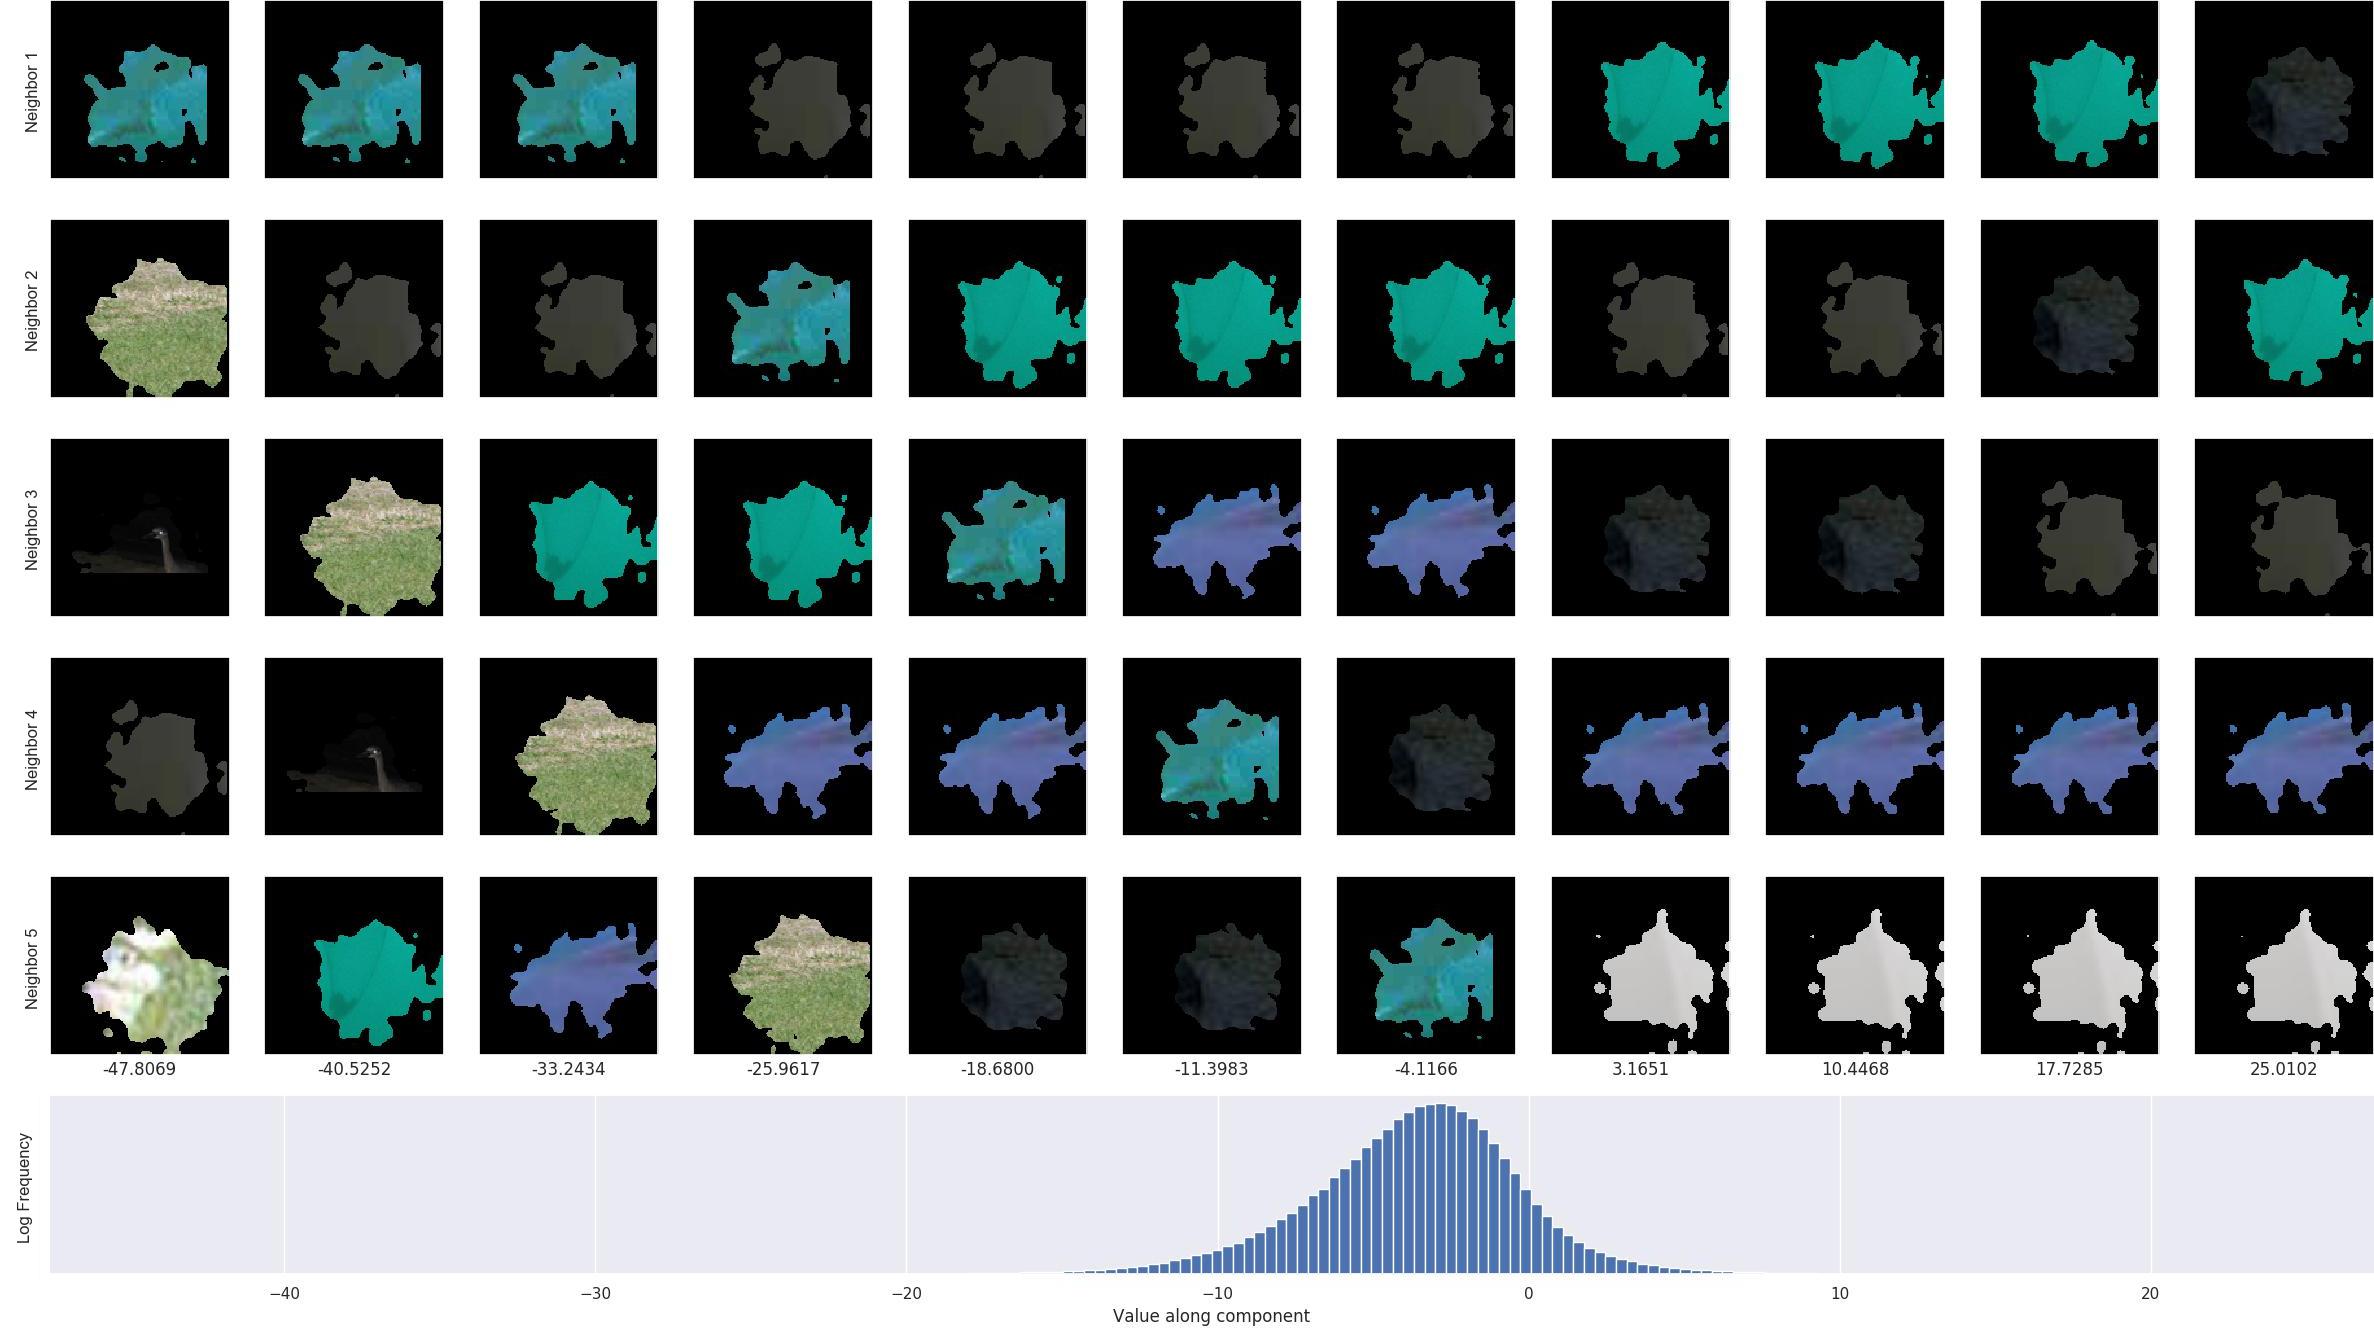 Neighbor 1
Neighbor 2
Neighbor 3
Neighbor 4
Neighbor 5
-47.8069 -40.5252 -33.2434 -25.9617 -18.6800 -11.3983 -4.1166 3.1651 10.4468 17.7285 25.0102
Log Frequency
−40 −30 −20 −10 0 10 20
Value along component